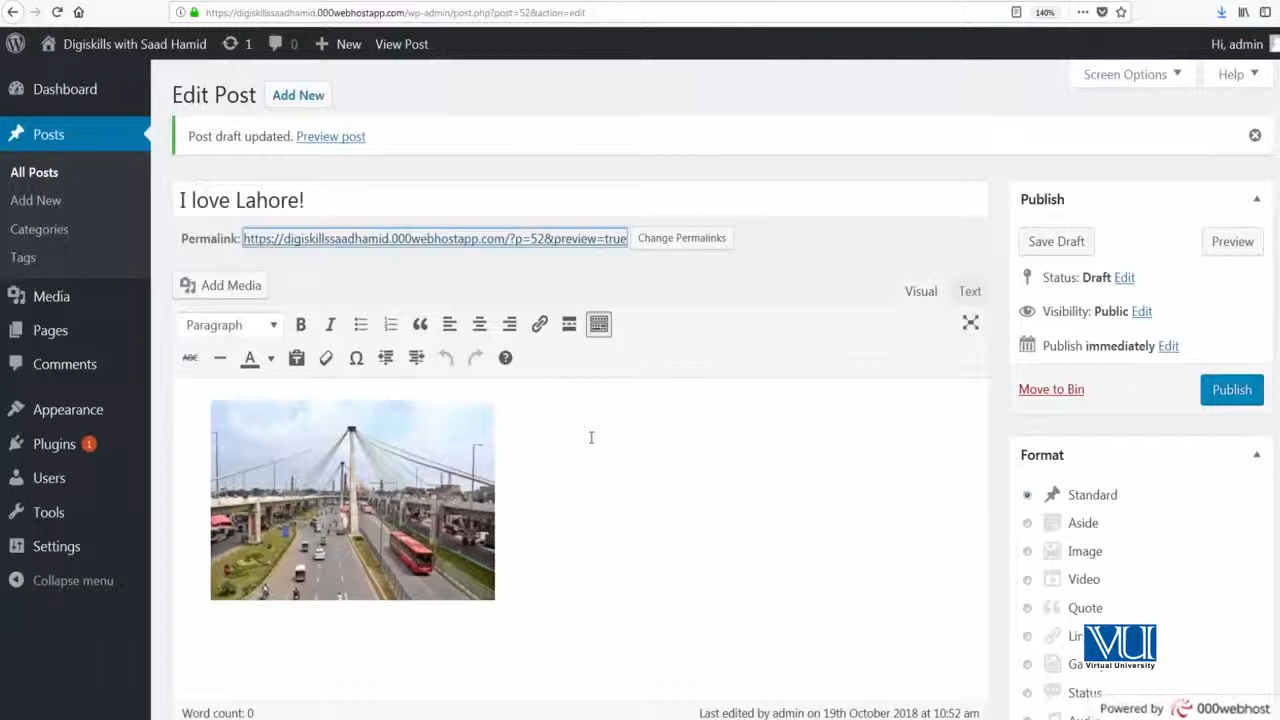 https://digiskillssaadhamid.000webhostapp.com/wp-admin/post.php?post=52&action=edit
140%
Digiskills with Saad Hamid
1
0
New
View Post
Hi, admin
Dashboard
Posts
All Posts
Add New
Categories
Tags
Media
Pages
Comments
Appearance
Plugins 1
Users
Tools
Settings
Collapse menu
Screen Options
Help
Edit Post
Add New
Post draft updated. Preview post
I love Lahore!
Permalink: https://digiskillssaadhamid.000webhostapp.com/?p=52&preview=true
Change Permalinks
Add Media
Visual
Text
Paragraph
B
I
ABC
A
Ω
Word count: 0
Last edited by admin on 19th October 2018 at 10:52 am
Publish
Save Draft
Preview
Status: Draft Edit
Visibility: Public Edit
Publish immediately Edit
Move to Bin
Publish
Format
Standard
Aside
Image
Video
Quote
Status
VU
Virtual University
Powered by 000webhost